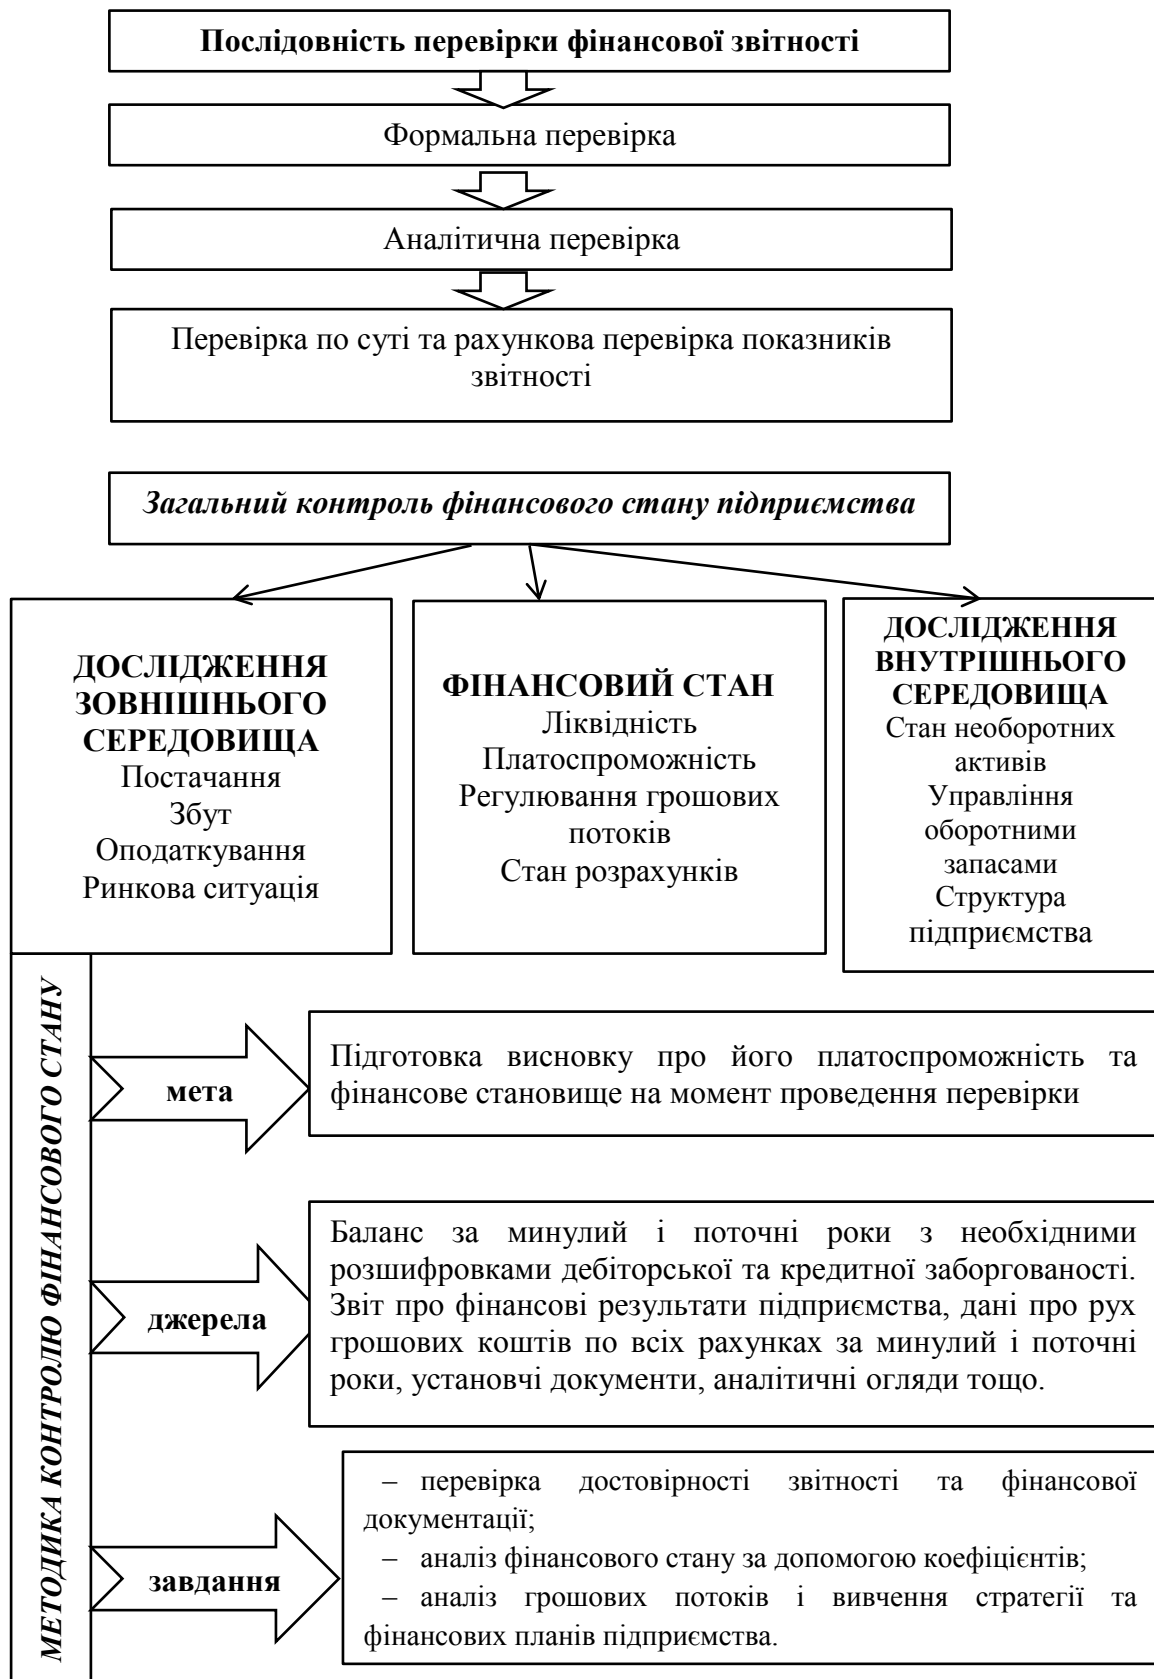 Послідовність перевірки фінансової звітності
Формальна перевірка
Аналітична перевірка
Перевірка по суті та рахункова перевірка показників
звітності
Загальний контроль фінансового стану підприємства
ДОСЛІДЖЕННЯ
ЗОВНІШНЬОГО
СЕРЕДОВИЩА
Постачання
Збут
Оподаткування
Ринкова ситуація
ФІНАНСОВИЙ СТАН
Ліквідність
Платоспроможність
Регулювання грошових
потоків
Стан розрахунків
ДОСЛІДЖЕННЯ
ВНУТРІШНЬОГО
СЕРЕДОВИЩА
Стан необоротних
активів
Управління
оборотними
запасами
Структура
підприємства
МЕТОДИКА КОНТРОЛЮ ФІНАНСОВОГО СТАНУ
мета
Підготовка висновку про його платоспроможність та
фінансове становище на момент проведення перевірки
джерела
Баланс за минулий і поточні роки з необхідними
розшифровками дебіторської та кредитної заборгованості.
Звіт про фінансові результати підприємства, дані про рух
грошових коштів по всіх рахунках за минулий і поточні
роки, установчі документи, аналітичні огляди тощо.
завдання
– перевірка достовірності звітності та фінансової
документації;
– аналіз фінансового стану за допомогою коефіцієнтів;
– аналіз грошових потоків і вивчення стратегії та
фінансових планів підприємства.